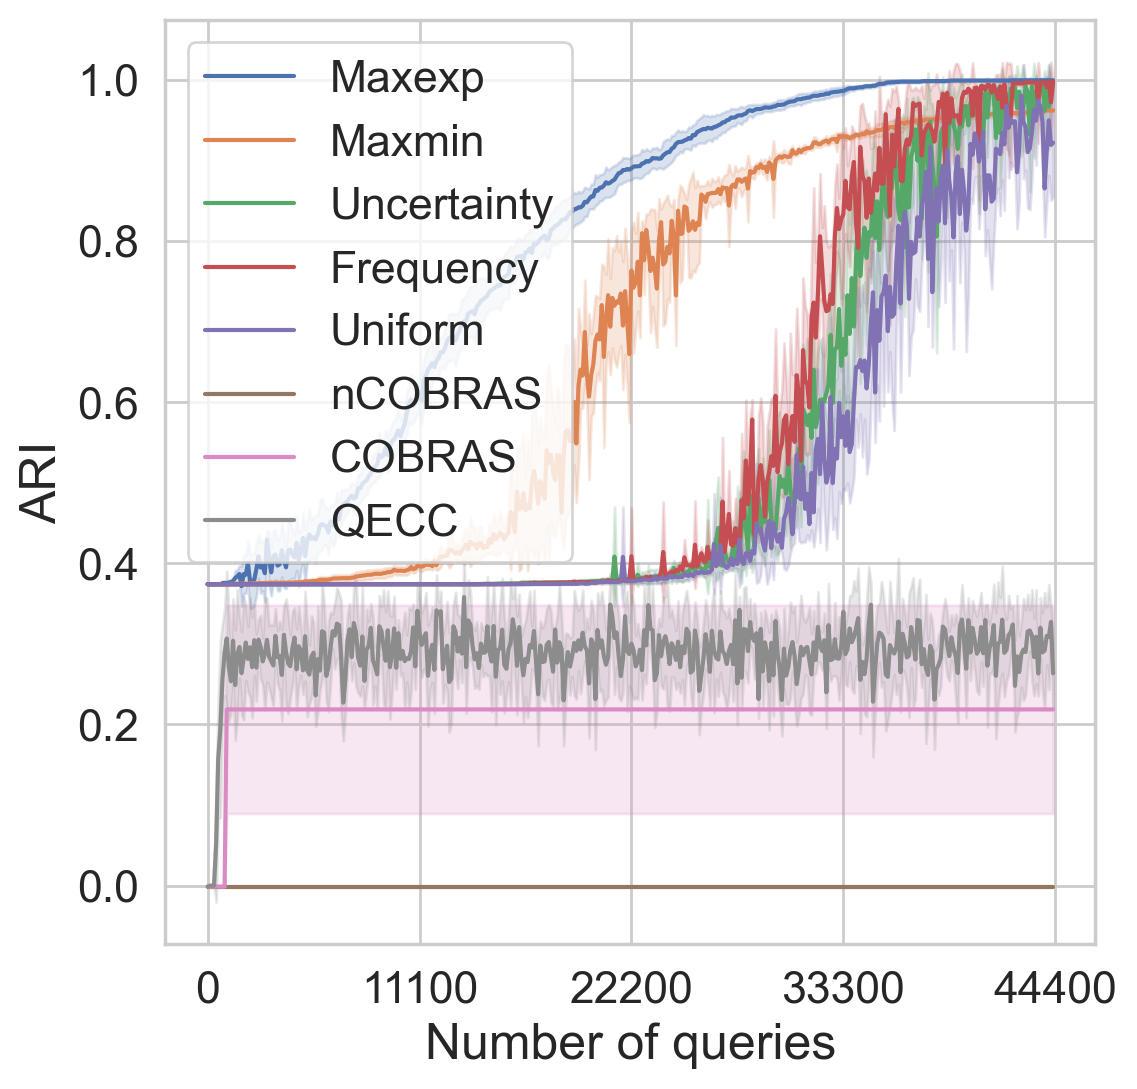 1.0
0.8
0.6
0.4
0.2
0.0
ARI
Maxexp
Maxmin
Uncertainty
Frequency
Uniform
nCOBRAS
COBRAS
QECC
0 11100 22200 33300 44400
Number of queries